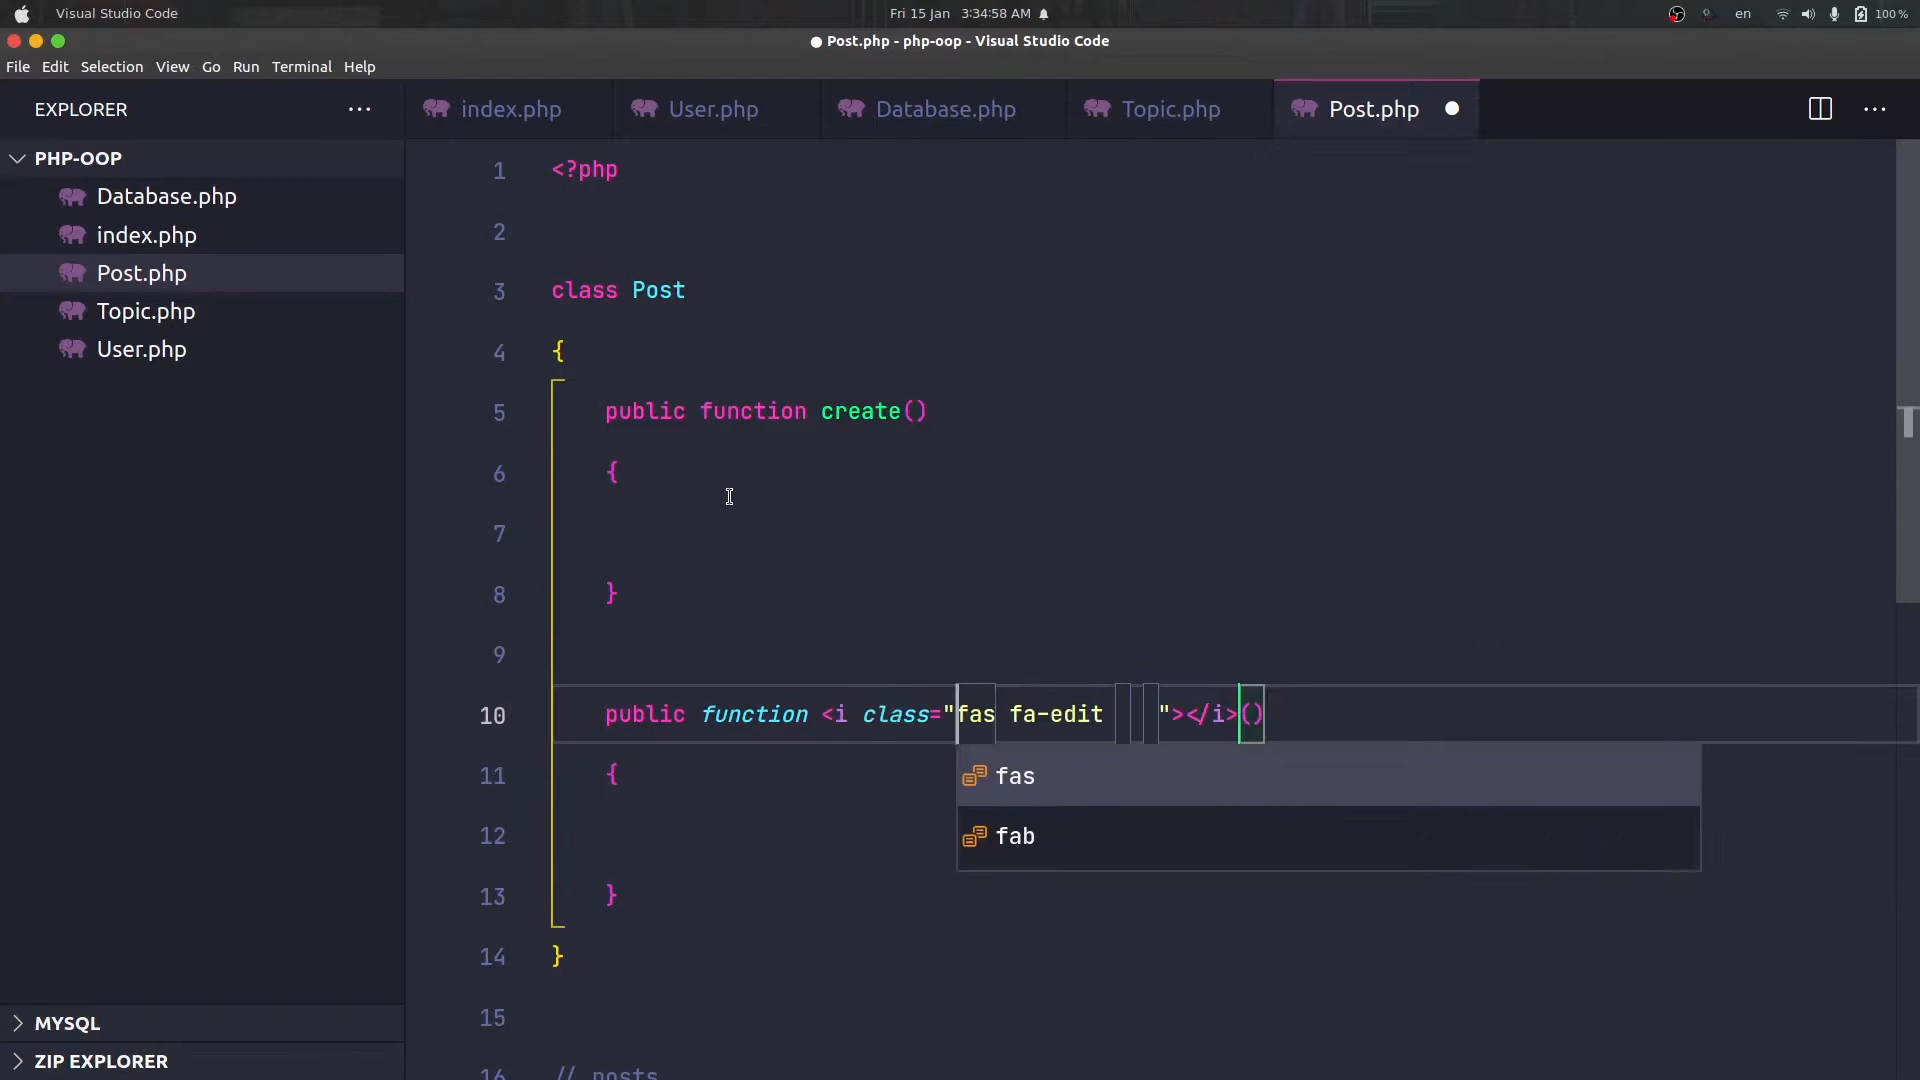 Visual Studio Code
Fri 15 Jan 3:34:58 AM
en
100 %
Post.php - php-oop - Visual Studio Code
File Edit Selection View Go Run Terminal Help
EXPLORER
index.php
User.php
Database.php
Topic.php
Post.php
PHP-OOP
Database.php
index.php
Post.php
Topic.php
User.php
MYSQL
ZIP EXPLORER
1 <?php
2
3 class Post
4 {
5 public function create()
6 {
7
8 }
9
10 public function <i class="fas fa-edit "></i>()
11 {
fas
12
fab
13 }
14 }
15
16 // posts